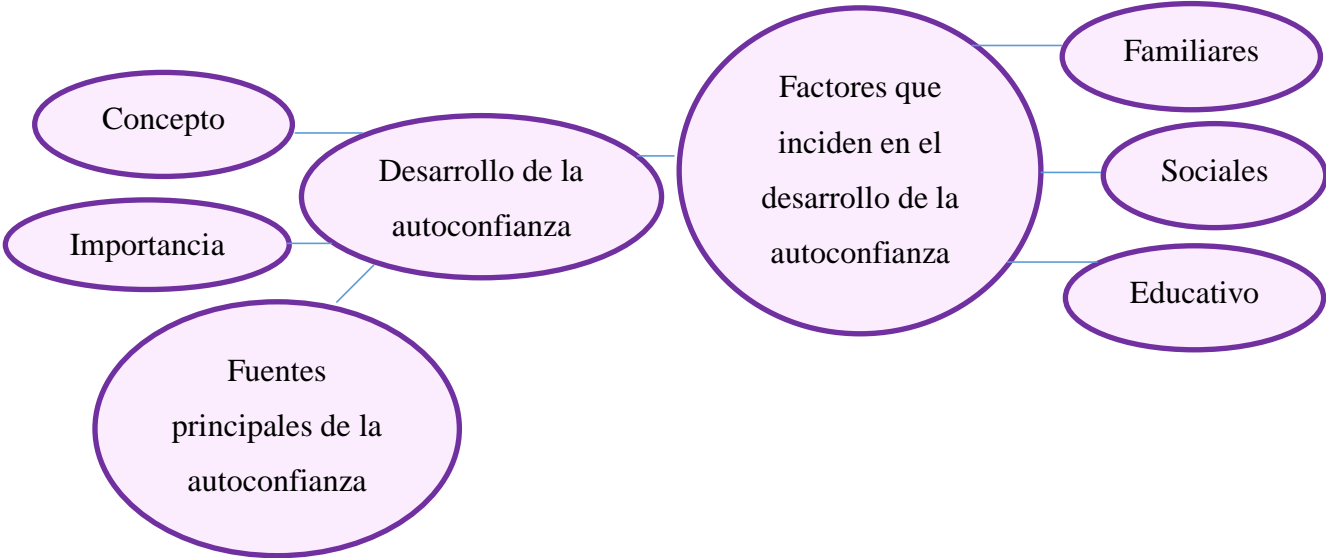 Concepto
Importancia
Fuentes
principales de la
autoconfianza
Desarrollo de la
autoconfianza
Factores que
inciden en el
desarrollo de la
autoconfianza
Familiares
Sociales
Educativo